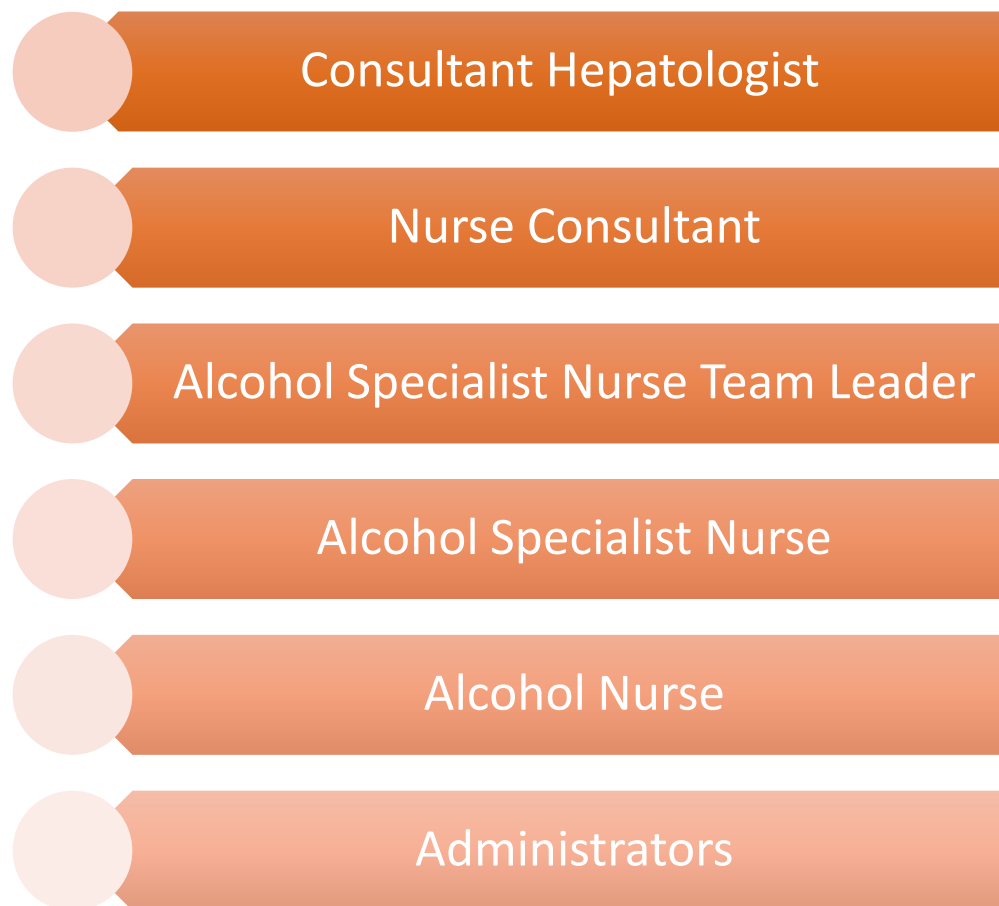 Consultant Hepatologist
Nurse Consultant
Alcohol Specialist Nurse Team Leader
Alcohol Specialist Nurse
Alcohol Nurse
Administrators